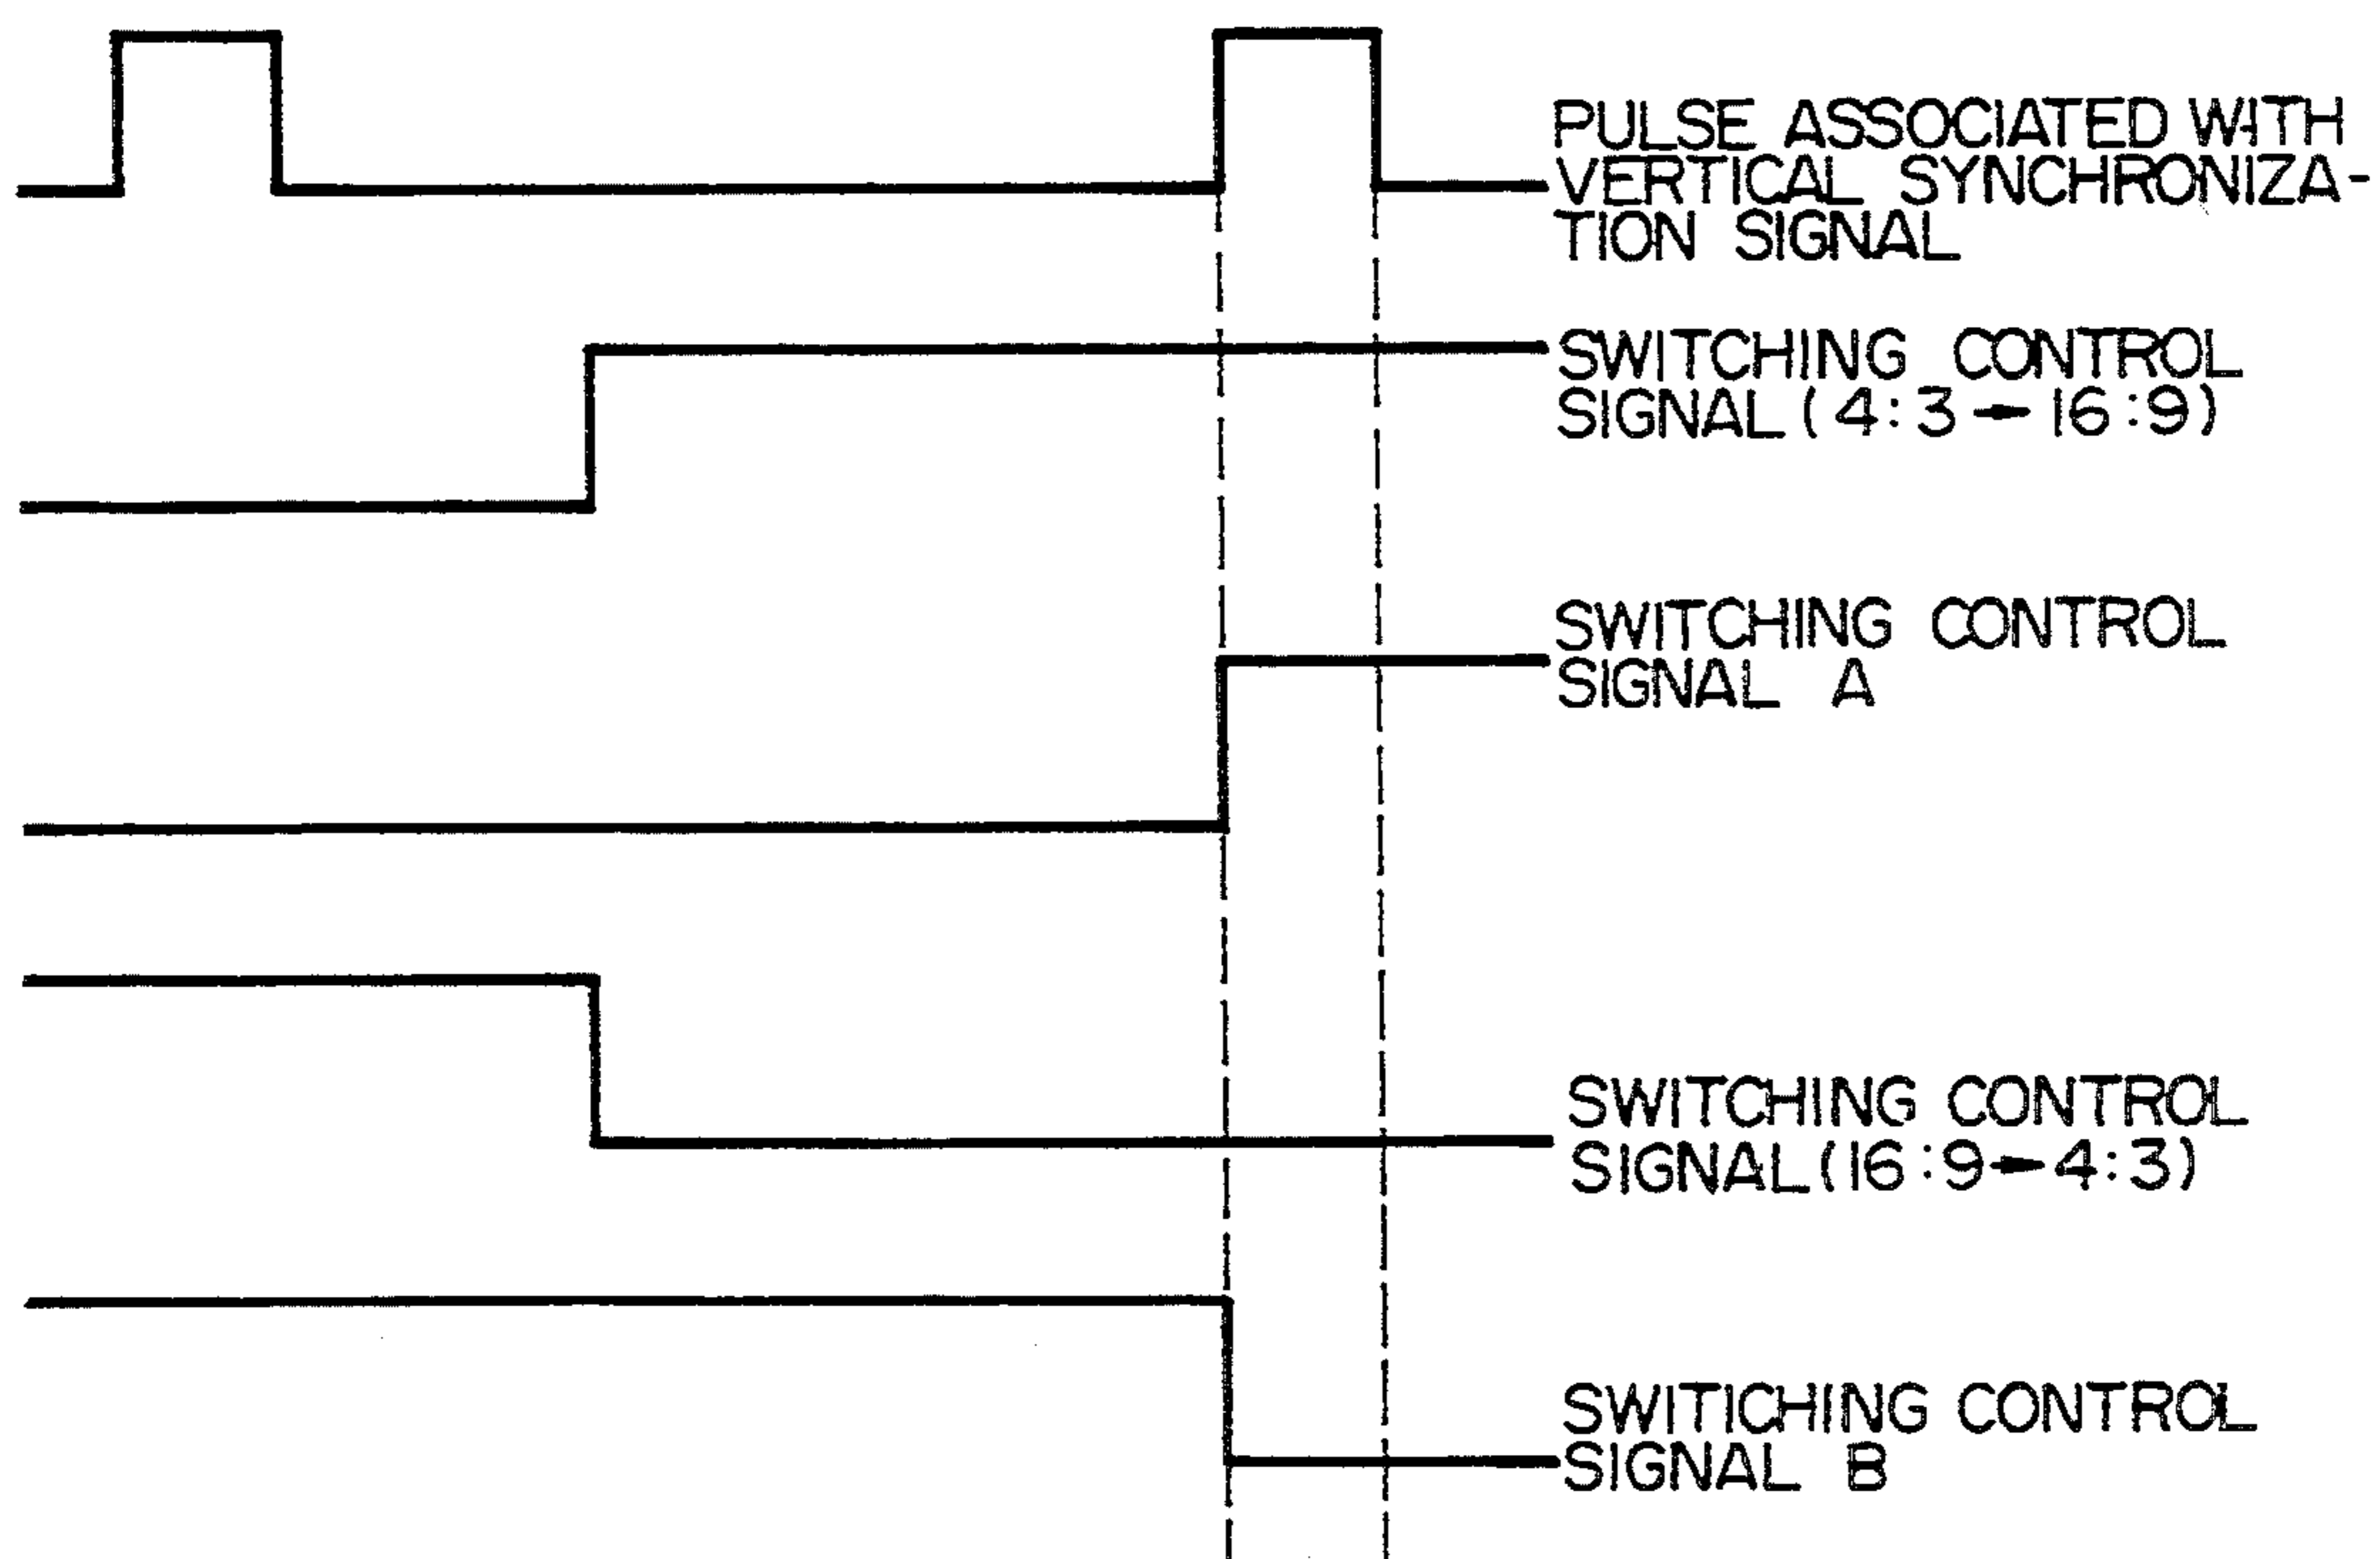 PULSE ASSOCIATED WITH
VERTICAL SYNCHRONIZA-
TION SIGNAL
SWITCHING CONTROL
SIGNAL (4:3→16:9)
SWITCHING CONTROL
SIGNAL A
SWITCHING CONTROL
SIGNAL (16:9→4:3)
SWITICHING CONTROL
SIGNAL B